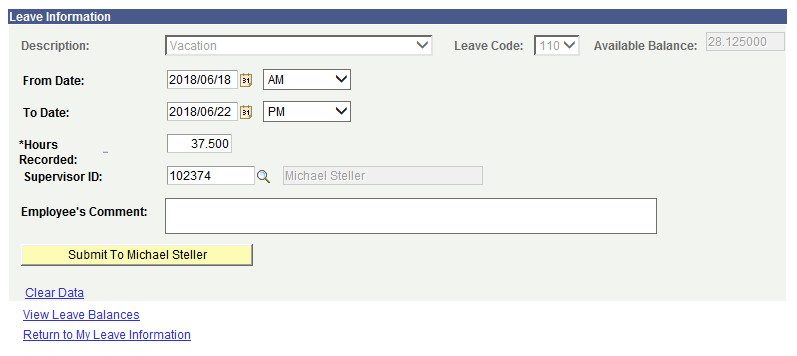 Leave Information
Description: Vacation Leave Code: 110 Available Balance: 28.125000
From Date: 2018/06/18 31 AM
To Date: 2018/06/22 31 PM
*Hours Recorded: 37.500
Supervisor ID: 102374 Michael Steller
Employee's Comment:
Submit To Michael Steller
Clear Data
View Leave Balances
Return to My Leave Information